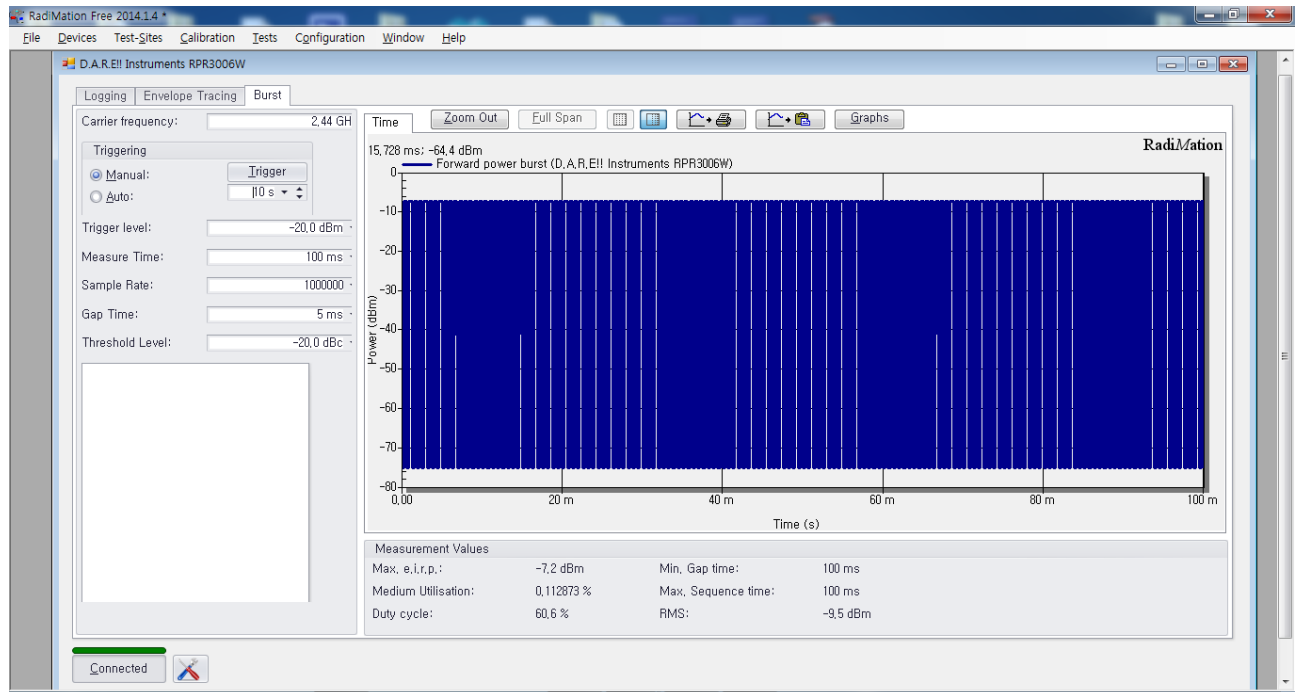 RadiMation Free 2014.1.4 *
File Devices Test-Sites Calibration Tests Configuration Window Help
D.A.R.E!! Instruments RPR3006W
Logging Envelope Tracing Burst
Carrier frequency: 2,44 GH
Triggering
Manual: Trigger
Auto: 10 s
Trigger level: -20,0 dBm
Measure Time: 100 ms
Sample Rate: 1000000
Gap Time: 5 ms
Threshold Level: -20,0 dBc
Time Zoom Out Full Span Graphs
15,728 ms; -64,4 dBm
RadiMation
Forward power burst (D.A.R.E!! Instruments RPR3006W)
0
-10
-20
-30
-40
-50
-60
-70
-80
Power (dBm)
0,00 20 m 40 m 60 m 80 m 100 m
Time (s)
Measurement Values
Max. e.i.r.p.: -7,2 dBm Min. Gap time: 100 ms
Medium Utilisation: 0,112873 % Max. Sequence time: 100 ms
Duty cycle: 60,6 % RMS: -9,5 dBm
Connected